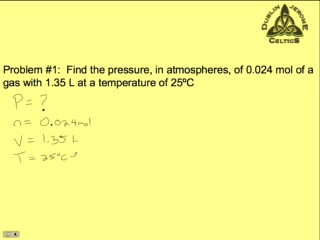 DUBLIN JEROME
CELTICS
Problem #1: Find the pressure, in atmospheres, of 0.024 mol of a
gas with 1.35 L at a temperature of 25ºC
P = ?
n = 0.024 mol
V = 1.35 L
T = 25°C